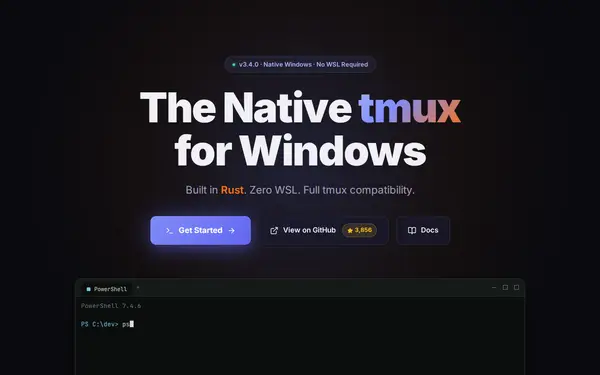 v3.4.0 · Native Windows · No WSL Required
The Native tmux
for Windows
Built in Rust. Zero WSL. Full tmux compatibility.
Get Started →
View on GitHub ★ 3,856
Docs
PowerShell
PowerShell 7.4.6
PS C:\dev> ps